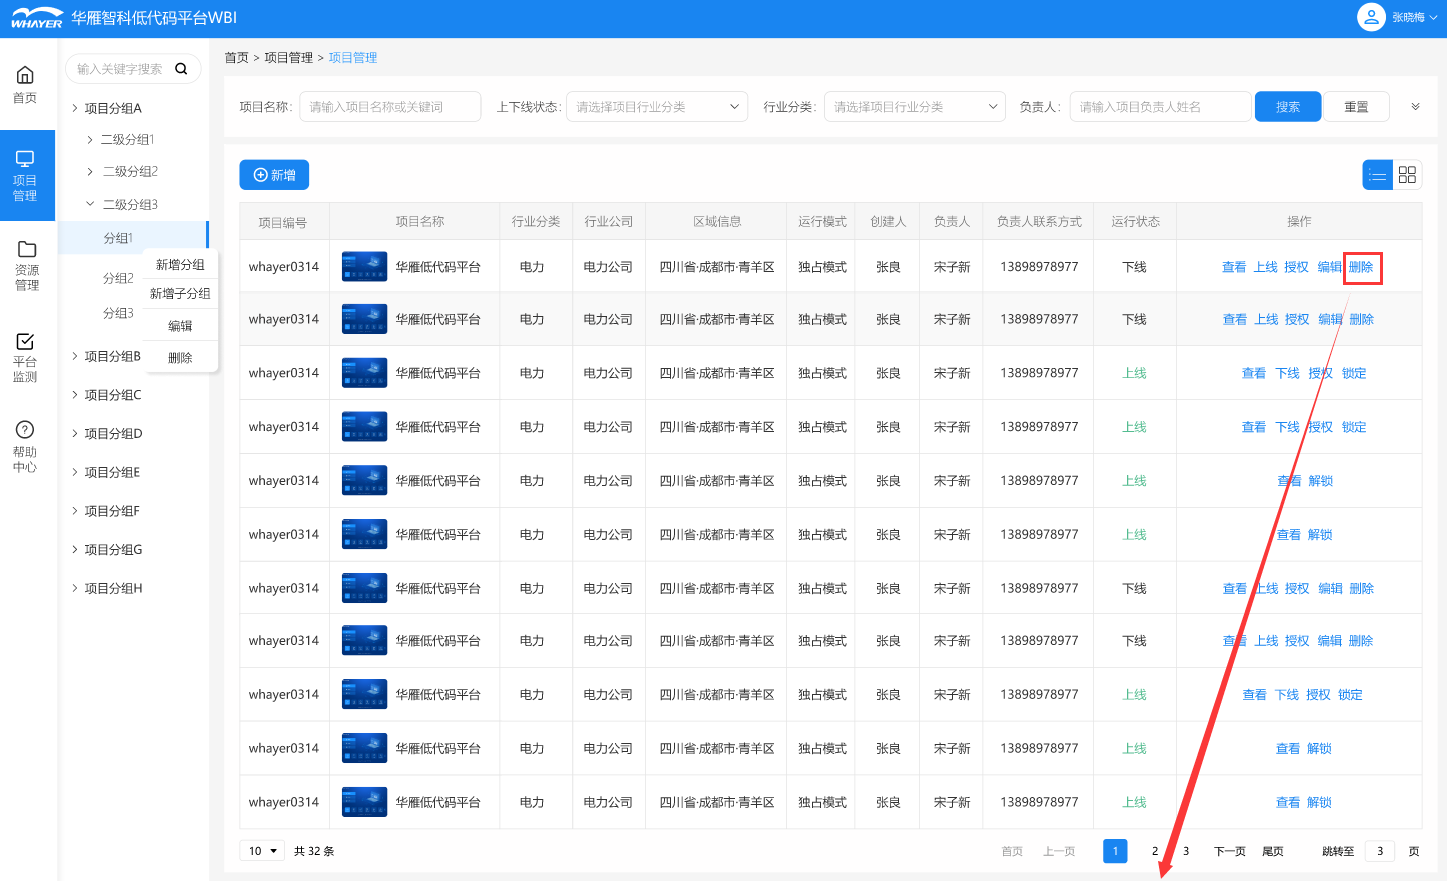 WHAYER 华雁智科低代码平台WBI 张晓梅
首页
项目
管理
资源
管理
平台
监测
帮助
中心
输入关键字搜索
项目分组A
二级分组1
二级分组2
二级分组3
分组1
分组2
分组3
项目分组B
项目分组C
项目分组D
项目分组E
项目分组F
项目分组G
项目分组H
新增分组
新增子分组
编辑
删除
首页 > 项目管理 > 项目管理
项目名称: 请输入项目名称或关键词 上下线状态: 请选择项目行业分类 行业分类: 请选择项目行业分类 负责人: 请输入项目负责人姓名 搜索 重置
新增
项目编号 项目名称 行业分类 行业公司 区域信息 运行模式 创建人 负责人 负责人联系方式 运行状态 操作
whayer0314 华雁低代码平台 电力 电力公司 四川省·成都市·青羊区 独占模式 张良 宋子新 13898978977 下线 查看 上线 授权 编辑 删除
whayer0314 华雁低代码平台 电力 电力公司 四川省·成都市·青羊区 独占模式 张良 宋子新 13898978977 下线 查看 上线 授权 编辑 删除
whayer0314 华雁低代码平台 电力 电力公司 四川省·成都市·青羊区 独占模式 张良 宋子新 13898978977 上线 查看 下线 授权 锁定
whayer0314 华雁低代码平台 电力 电力公司 四川省·成都市·青羊区 独占模式 张良 宋子新 13898978977 上线 查看 下线 授权 锁定
whayer0314 华雁低代码平台 电力 电力公司 四川省·成都市·青羊区 独占模式 张良 宋子新 13898978977 上线 查看 解锁
whayer0314 华雁低代码平台 电力 电力公司 四川省·成都市·青羊区 独占模式 张良 宋子新 13898978977 上线 查看 解锁
whayer0314 华雁低代码平台 电力 电力公司 四川省·成都市·青羊区 独占模式 张良 宋子新 13898978977 下线 查看 上线 授权 编辑 删除
whayer0314 华雁低代码平台 电力 电力公司 四川省·成都市·青羊区 独占模式 张良 宋子新 13898978977 下线 查看 上线 授权 编辑 删除
whayer0314 华雁低代码平台 电力 电力公司 四川省·成都市·青羊区 独占模式 张良 宋子新 13898978977 上线 查看 下线 授权 锁定
whayer0314 华雁低代码平台 电力 电力公司 四川省·成都市·青羊区 独占模式 张良 宋子新 13898978977 上线 查看 解锁
whayer0314 华雁低代码平台 电力 电力公司 四川省·成都市·青羊区 独占模式 张良 宋子新 13898978977 上线 查看 解锁
10 共 32 条 首页 上一页 1 2 3 下一页 尾页 跳转至 3 页